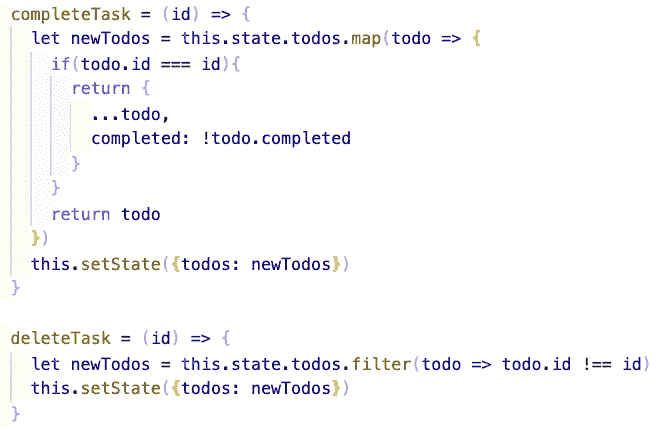 completeTask = (id) => {
let newTodos = this.state.todos.map(todo => {
if(todo.id === id){
return {
...todo,
completed: !todo.completed
}
}
return todo
})
this.setState({todos: newTodos})
}
deleteTask = (id) => {
let newTodos = this.state.todos.filter(todo => todo.id !== id)
this.setState({todos: newTodos})
}